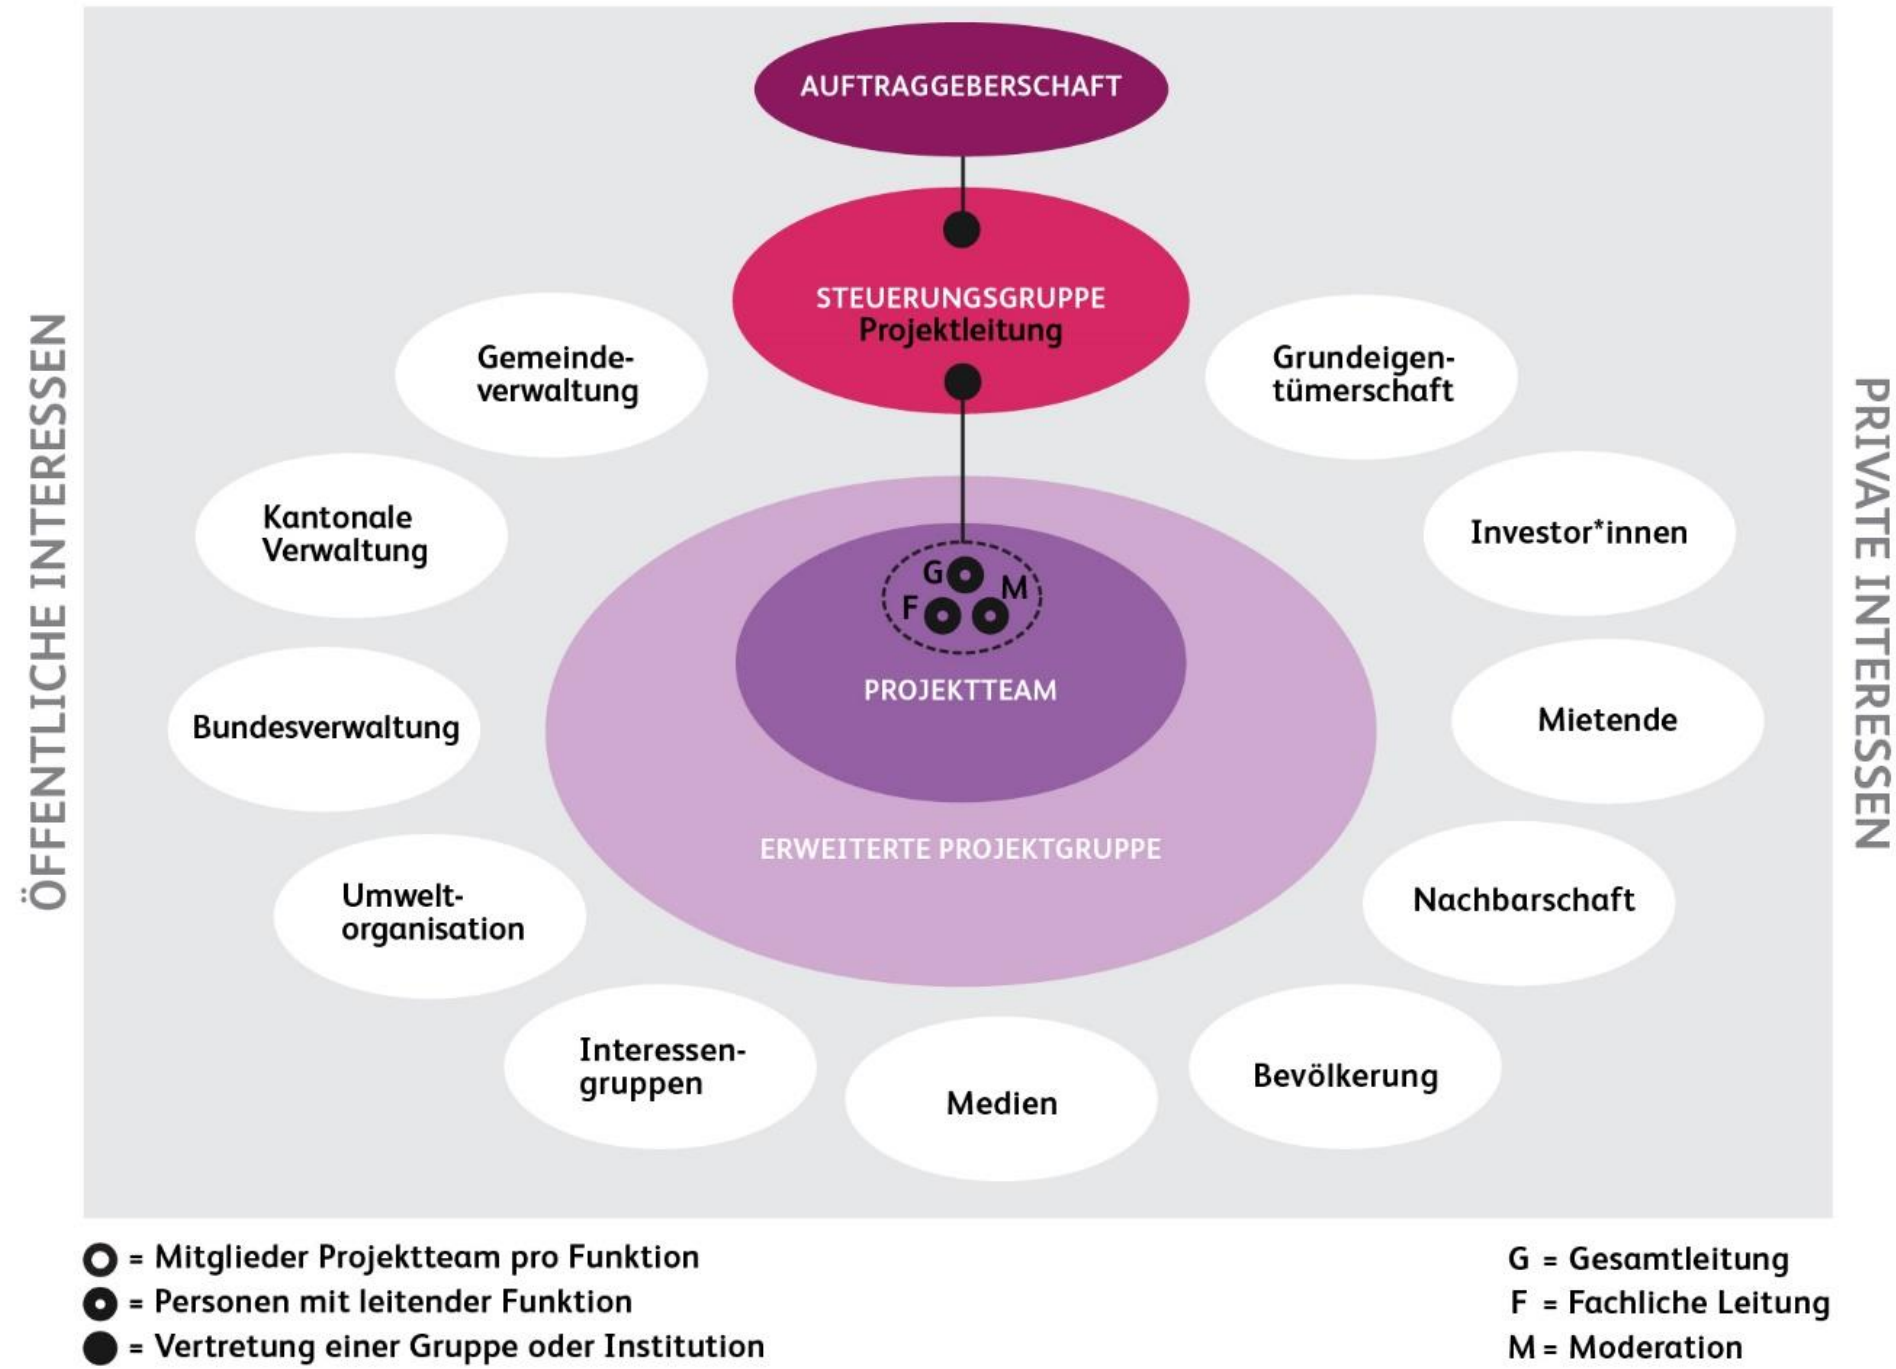 AUFTRAGGEBERSCHAFT
STEUERUNGSGRUPPE
Projektleitung
ÖFFENTLICHE INTERESSEN
PRIVATE INTERESSEN
Gemeinde-
verwaltung
Grundeigen-
tümerschaft
Kantonale
Verwaltung
Investor*innen
G
M
F
PROJEKTTEAM
Bundesverwaltung
Mietende
ERWEITERTE PROJEKTGRUPPE
Umwelt-
organisation
Nachbarschaft
Interessen-
gruppen
Medien
Bevölkerung
= Mitglieder Projektteam pro Funktion
= Personen mit leitender Funktion
= Vertretung einer Gruppe oder Institution
G = Gesamtleitung
F = Fachliche Leitung
M = Moderation